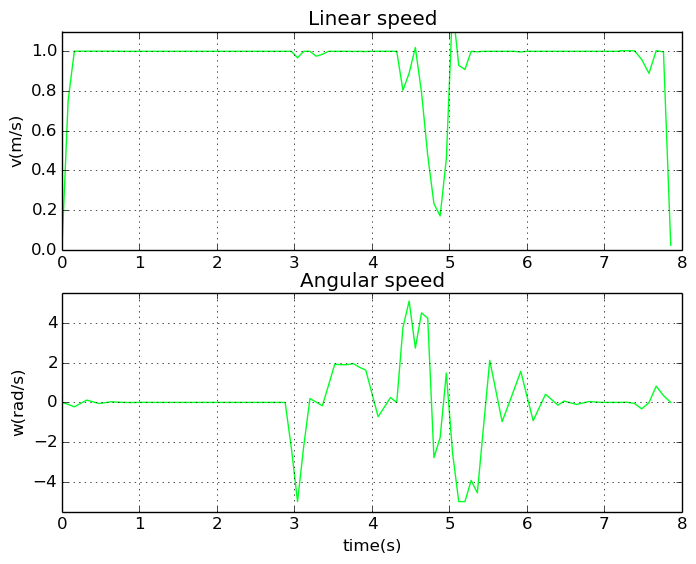 Linear speed
1.0
0.8
0.6
0.4
0.2
0.0
v(m/s)
0 1 2 3 4 5 6 7 8
Angular speed
4
2
0
−2
−4
w(rad/s)
0 1 2 3 4 5 6 7 8
time(s)